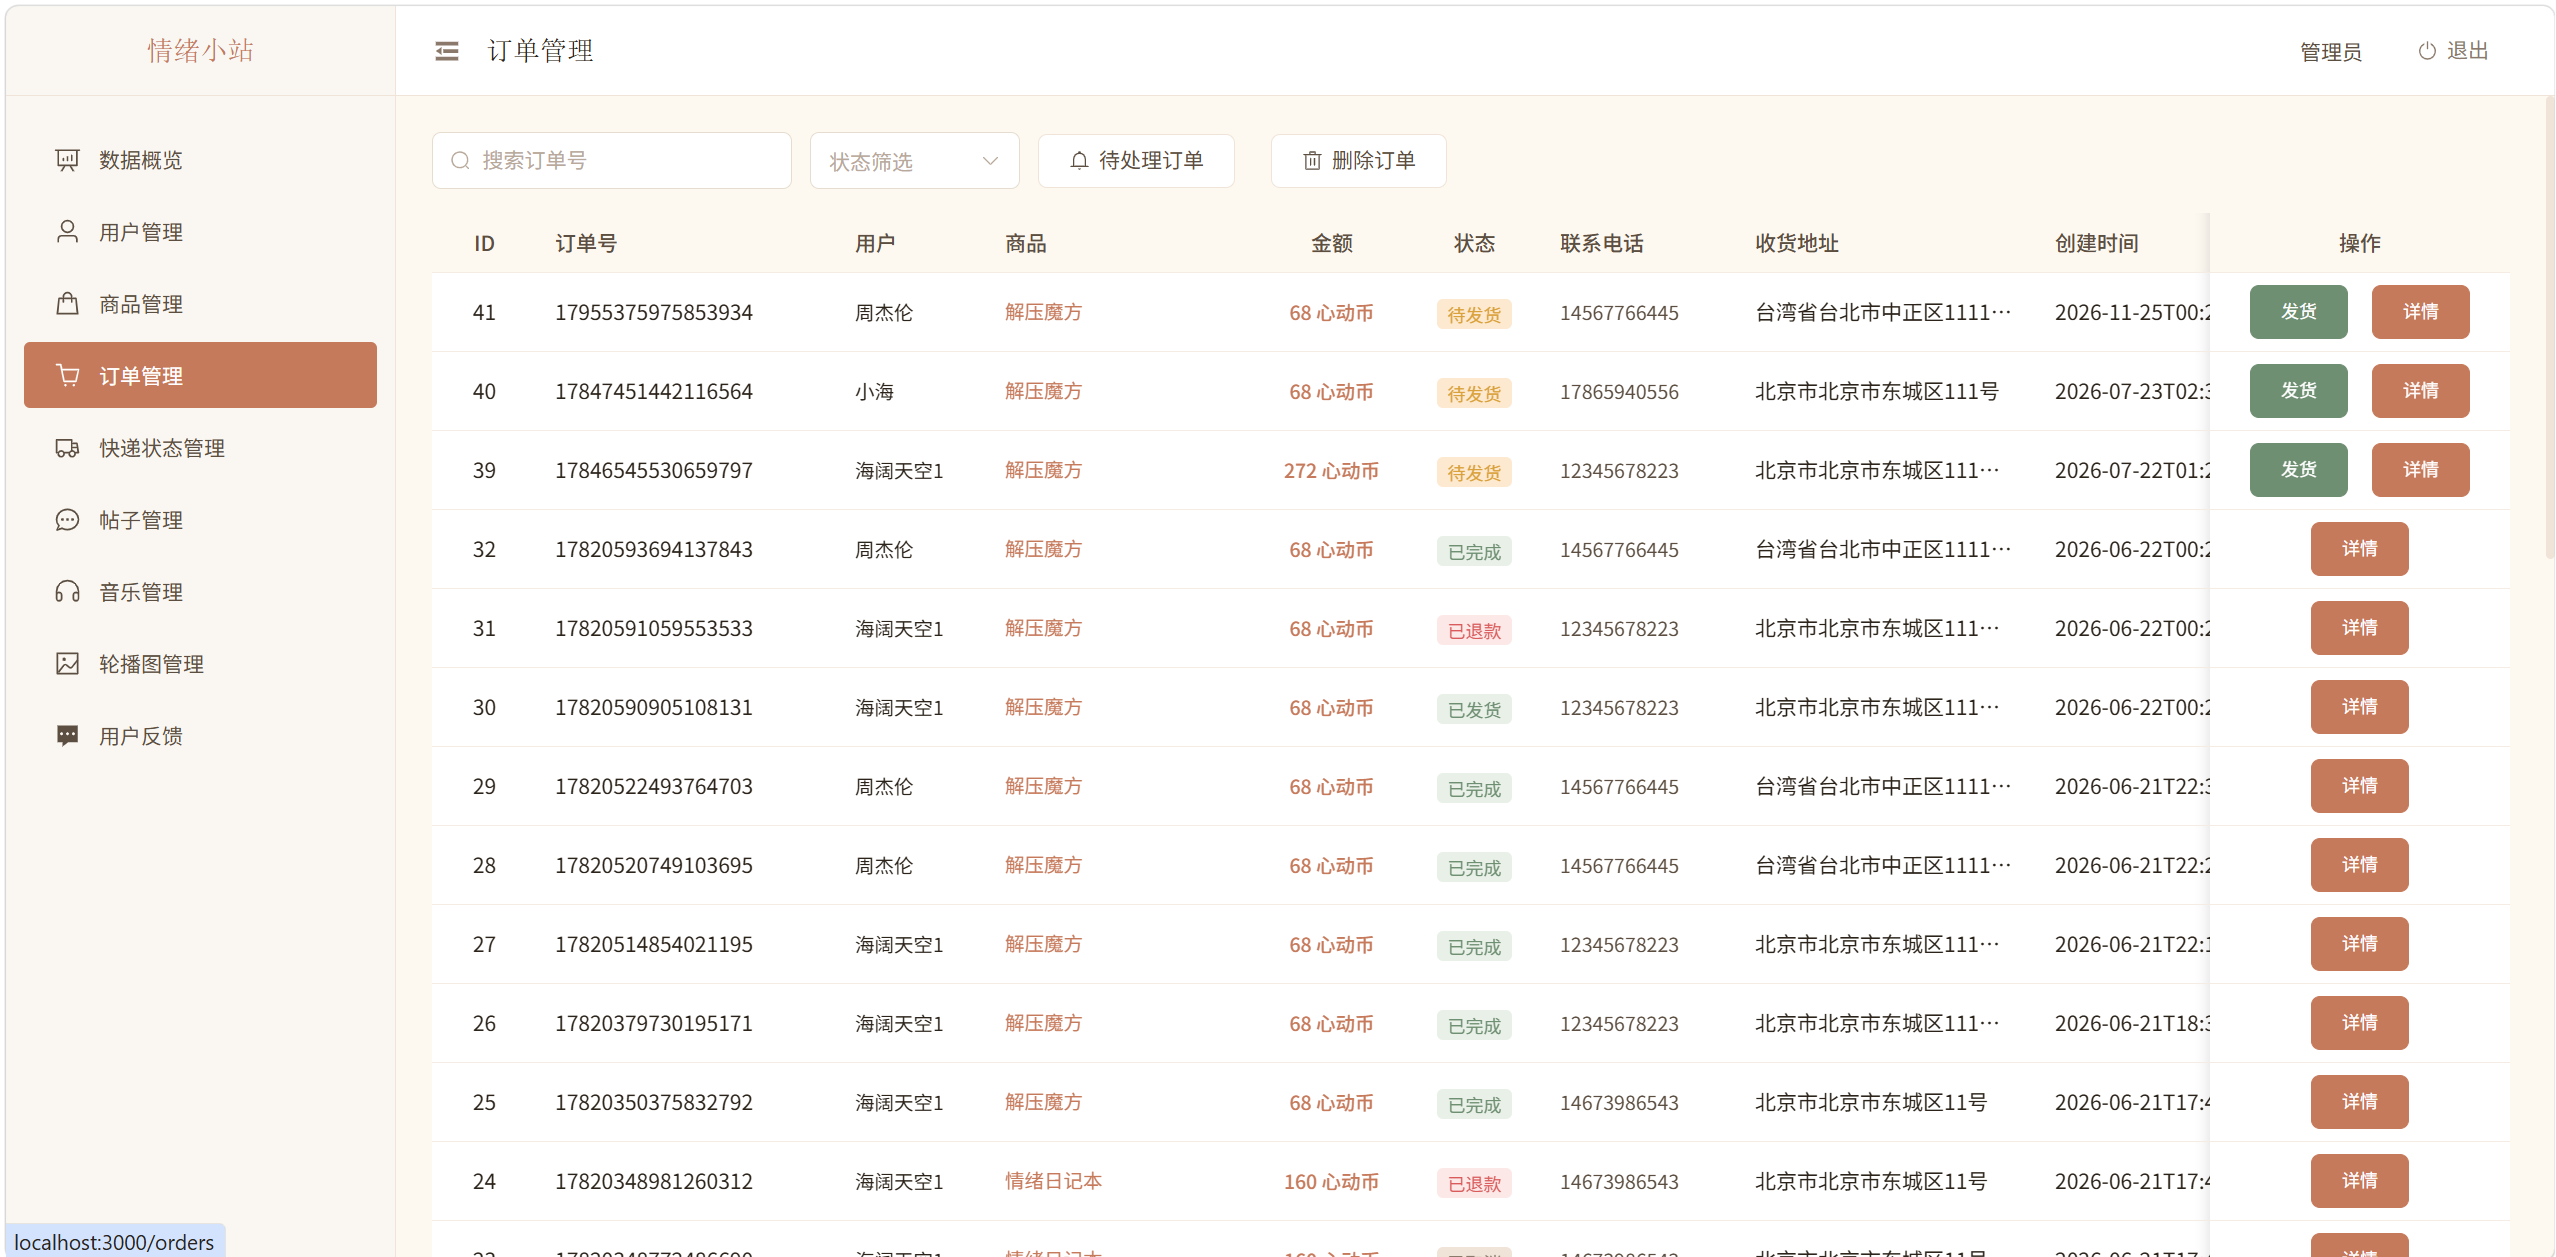 情绪小站
订单管理
管理员
退出
数据概览
用户管理
商品管理
订单管理
快递状态管理
帖子管理
音乐管理
轮播图管理
用户反馈
搜索订单号
状态筛选
待处理订单
删除订单
ID 订单号 用户 商品 金额 状态 联系电话 收货地址 创建时间 操作
41 17955375975853934 周杰伦 解压魔方 68 心动币 待发货 14567766445 台湾省台北市中正区1111… 2026-11-25T00: 发货 详情
40 17847451442116564 小海 解压魔方 68 心动币 待发货 17865940556 北京市北京市东城区111号 2026-07-23T02: 发货 详情
39 17846545530659797 海阔天空1 解压魔方 272 心动币 待发货 12345678223 北京市北京市东城区111… 2026-07-22T01: 发货 详情
32 17820593694137843 周杰伦 解压魔方 68 心动币 已完成 14567766445 台湾省台北市中正区1111… 2026-06-22T00: 详情
31 17820591059553533 海阔天空1 解压魔方 68 心动币 已退款 12345678223 北京市北京市东城区111… 2026-06-22T00: 详情
30 17820590905108131 海阔天空1 解压魔方 68 心动币 已发货 12345678223 北京市北京市东城区111… 2026-06-22T00: 详情
29 17820522493764703 周杰伦 解压魔方 68 心动币 已完成 14567766445 台湾省台北市中正区1111… 2026-06-21T22: 详情
28 17820520749103695 周杰伦 解压魔方 68 心动币 已完成 14567766445 台湾省台北市中正区1111… 2026-06-21T22: 详情
27 17820514854021195 海阔天空1 解压魔方 68 心动币 已完成 12345678223 北京市北京市东城区111… 2026-06-21T22: 详情
26 17820379730195171 海阔天空1 解压魔方 68 心动币 已完成 12345678223 北京市北京市东城区111… 2026-06-21T18: 详情
25 17820350375832792 海阔天空1 解压魔方 68 心动币 已完成 14673986543 北京市北京市东城区11号 2026-06-21T17: 详情
24 17820348981260312 海阔天空1 情绪日记本 160 心动币 已退款 14673986543 北京市北京市东城区11号 2026-06-21T17: 详情
localhost:3000/orders